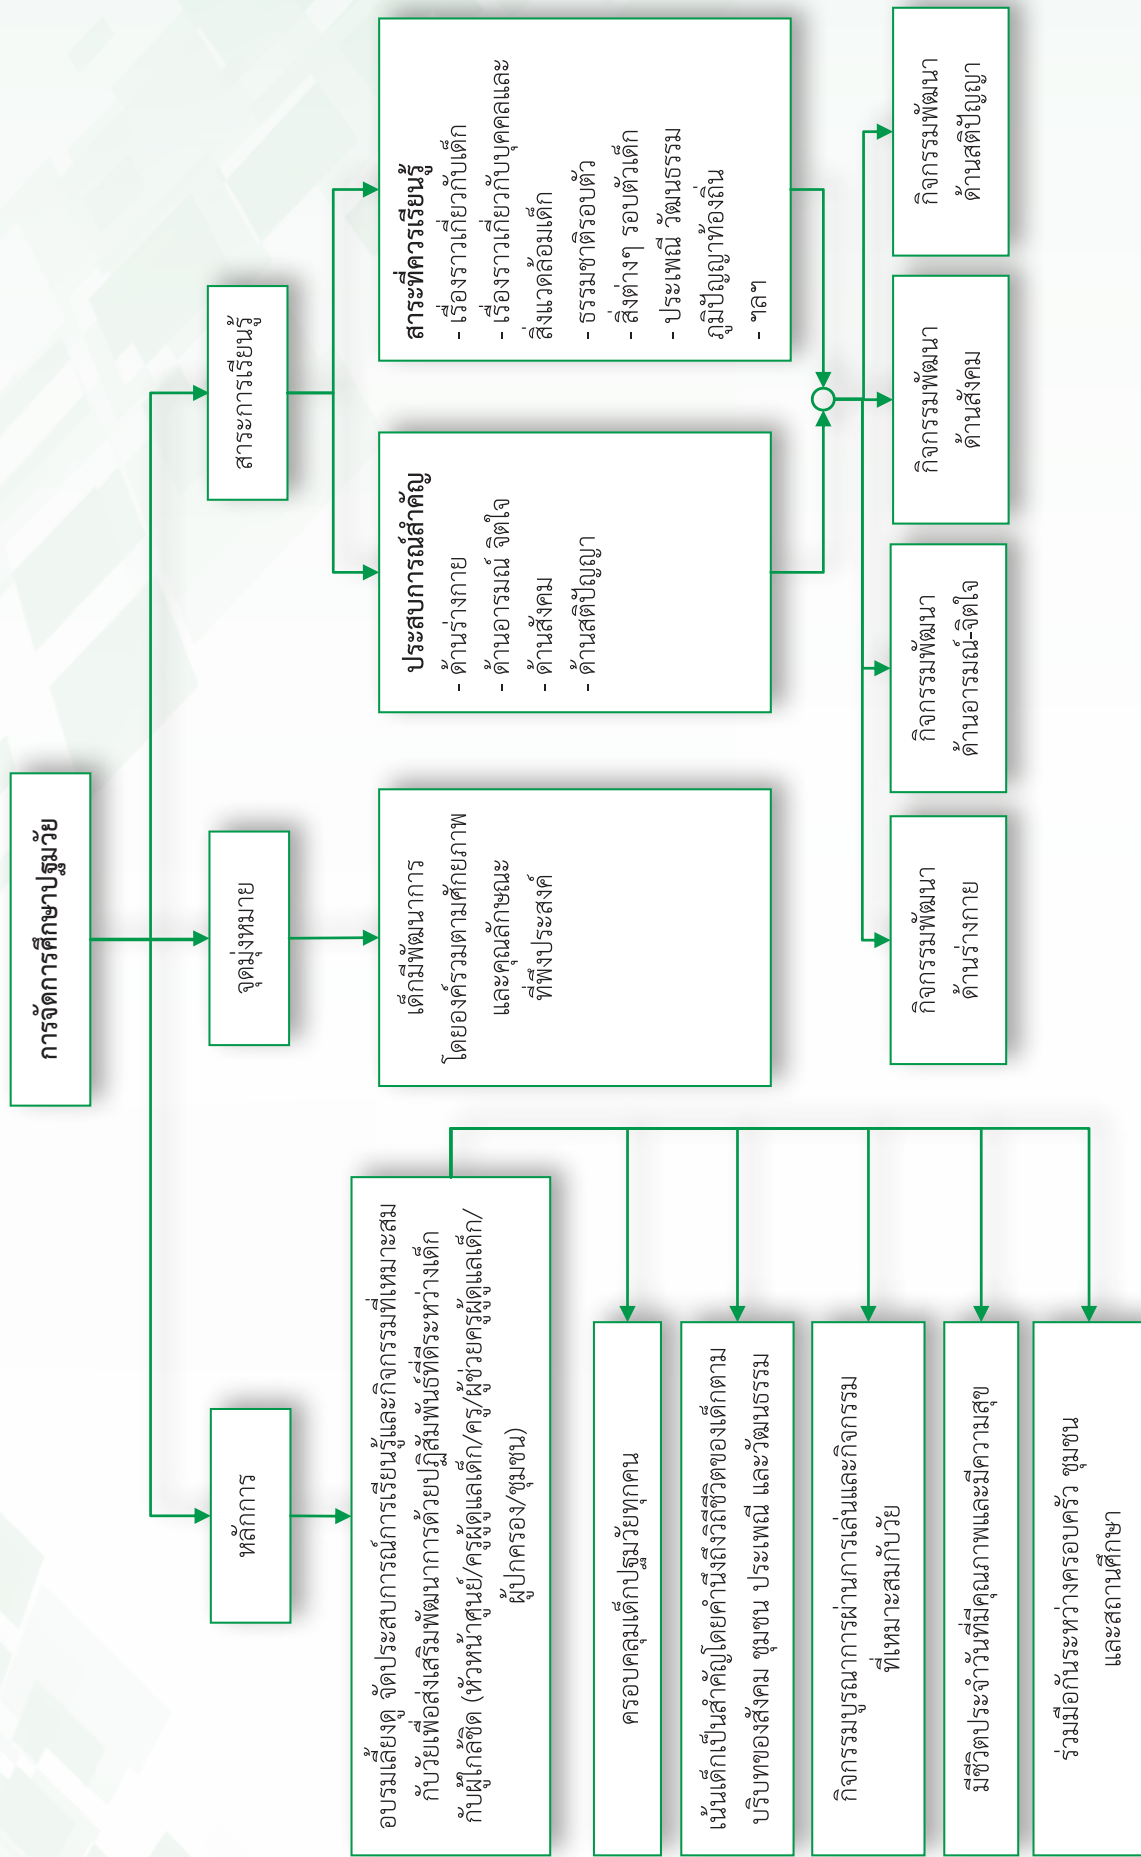 การจัดการศึกษาปฐมวัย
หลักการ
จุดมุ่งหมาย
สาระการเรียนรู้
อบรมเลี้ยงดู จัดประสบการณ์การเรียนรู้และกิจกรรมที่เหมาะสม
กับวัยเพื่อส่งเสริมพัฒนาการด้วยปฏิสัมพันธ์ที่ดีระหว่างเด็ก
กับผู้ใกล้ชิด (หัวหน้าศูนย์/ครูผู้ดูแลเด็ก/ครู/ผู้ช่วยครูผู้ดูแลเด็ก/
ผู้ปกครอง/ชุมชน)
ครอบคลุมเด็กปฐมวัยทุกคน
เน้นเด็กเป็นสำคัญโดยคำนึงถึงวิถีชีวิตของเด็กตาม
บริบทของสังคม ชุมชน ประเพณี และวัฒนธรรม
กิจกรรมบูรณาการผ่านการเล่นและกิจกรรม
ที่เหมาะสมกับวัย
มีชีวิตประจำวันที่มีคุณภาพและมีความสุข
ร่วมมือกันระหว่างครอบครัว ชุมชน
และสถานศึกษา
เด็กมีพัฒนาการ
โดยองค์รวมตามศักยภาพ
และคุณลักษณะ
ที่พึงประสงค์
ประสบการณ์สำคัญ
- ด้านร่างกาย
- ด้านอารมณ์ จิตใจ
- ด้านสังคม
- ด้านสติปัญญา
สาระที่ควรเรียนรู้
- เรื่องราวเกี่ยวกับเด็ก
- เรื่องราวเกี่ยวกับบุคคลและ
สิ่งแวดล้อมเด็ก
- ธรรมชาติรอบตัว
- สิ่งต่างๆ รอบตัวเด็ก
- ประเพณี วัฒนธรรม
ภูมิปัญญาท้องถิ่น
- ฯลฯ
กิจกรรมพัฒนา
ด้านร่างกาย
กิจกรรมพัฒนา
ด้านอารมณ์-จิตใจ
กิจกรรมพัฒนา
ด้านสังคม
กิจกรรมพัฒนา
ด้านสติปัญญา